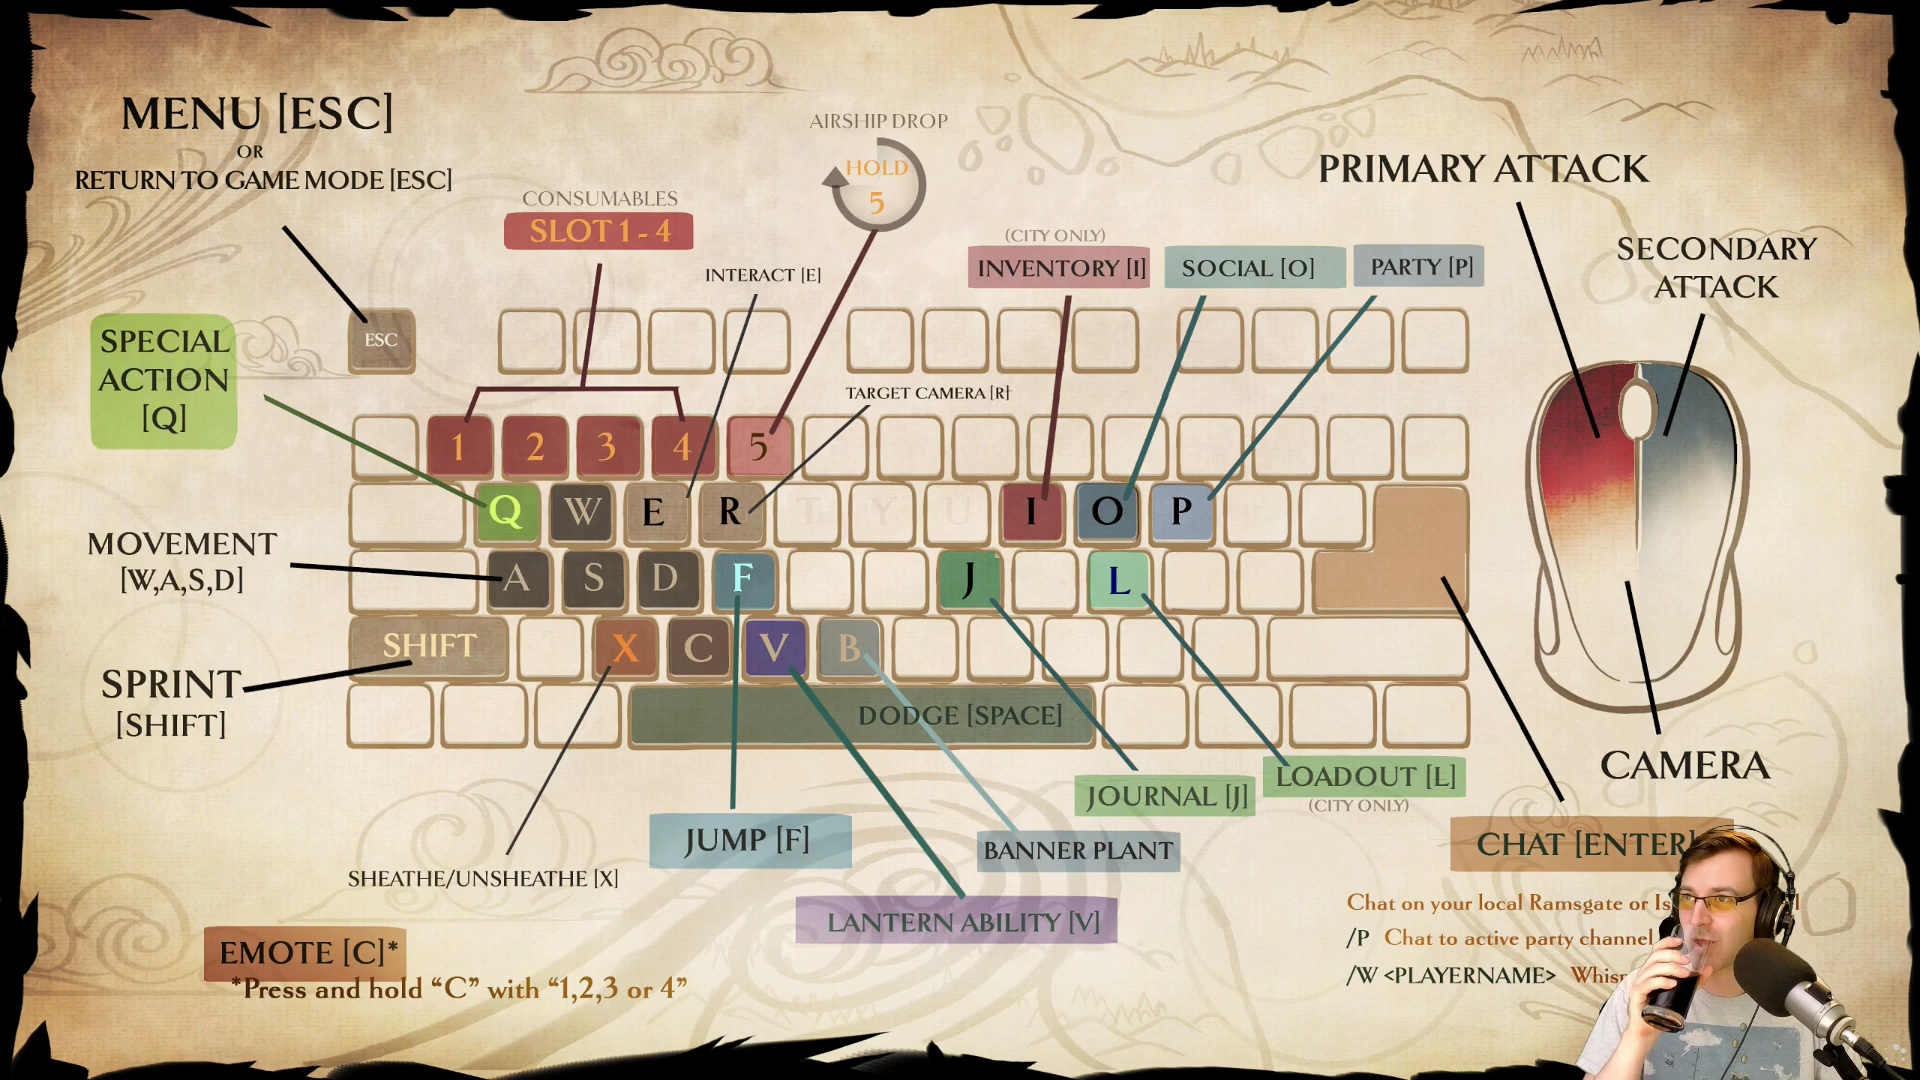 MENU [ESC]
OR
RETURN TO GAME MODE [ESC]
AIRSHIP DROP
HOLD
5
CONSUMABLES
SLOT 1 - 4
INTERACT [E]
(CITY ONLY)
INVENTORY [I]
SOCIAL [O]
PARTY [P]
PRIMARY ATTACK
SECONDARY
ATTACK
SPECIAL
ACTION
[Q]
ESC
TARGET CAMERA [R]
1 2 3 4 5
Q W E R T Y U I O P
MOVEMENT
[W,A,S,D]
A S D F J L
SHIFT X C V B
SPRINT
[SHIFT]
DODGE [SPACE]
CAMERA
LOADOUT [L]
(CITY ONLY)
JOURNAL [J]
JUMP [F]
BANNER PLANT
CHAT [ENTER]
SHEATHE/UNSHEATHE [X]
LANTERN ABILITY [V]
EMOTE [C]*
*Press and hold “C” with “1,2,3 or 4”
Chat on your local Ramsgate or
/P Chat to active party channel
/W <PLAYERNAME>